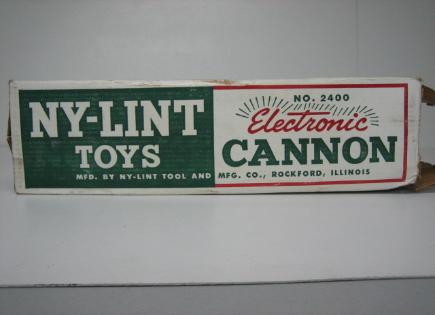 NY-LINT
TOYS
NO. 2400
Electronic
CANNON
MFD. BY NY-LINT TOOL AND MFG. CO., ROCKFORD, ILLINOIS